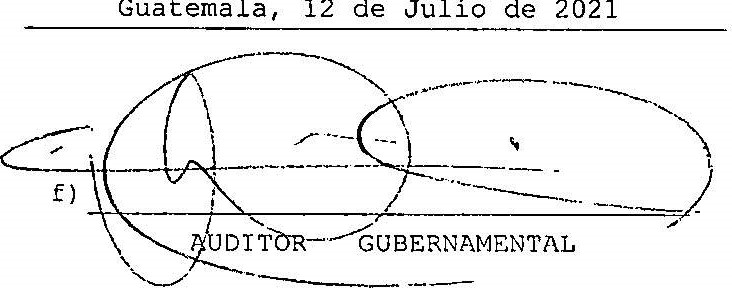 Guatemala, 12 de Julio de 2021
f)
AUDITOR GUBERNAMENTAL